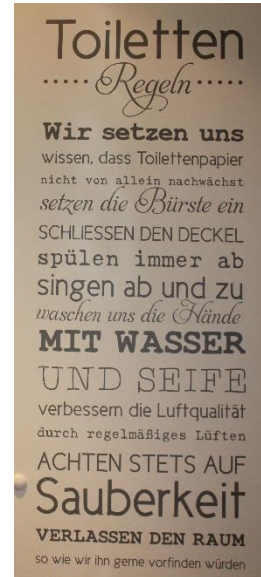 Toiletten
Regeln
Wir setzen uns
wissen, dass Toilettenpapier
nicht von allein nachwächst
setzen die Bürste ein
SCHLIESSEN DEN DECKEL
spülen immer ab
singen ab und zu
waschen uns die Hände
MIT WASSER
UND SEIFE
verbessern die Luftqualität
durch regelmäßiges Lüften
ACHTEN STETS AUF
Sauberkeit
VERLASSEN DEN RAUM
so wie wir ihn gerne vorfinden würden